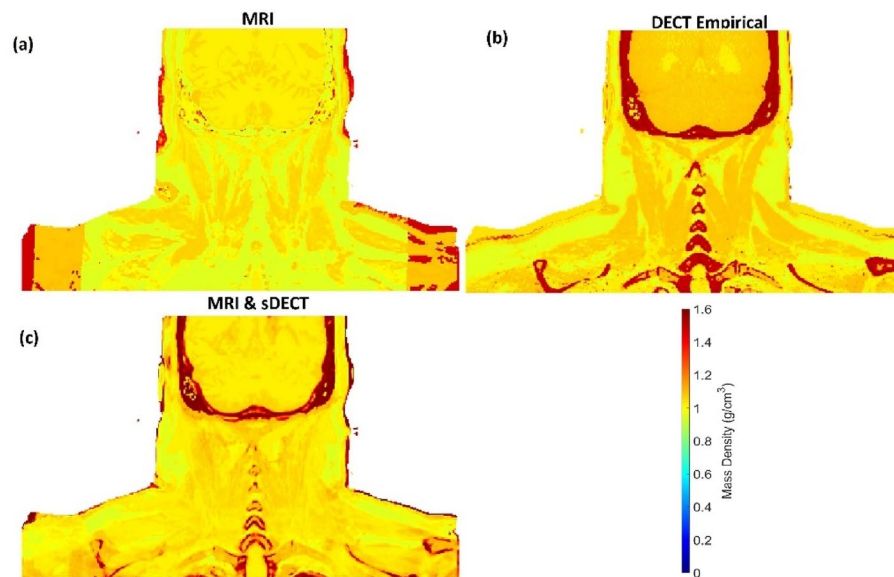 MRI
(a)
DECT Empirical
(b)
MRI & sDECT
(c)
1.6
1.4
1.2
1
0.8
0.6
0.4
0.2
0
Mass Density (g/cm³)